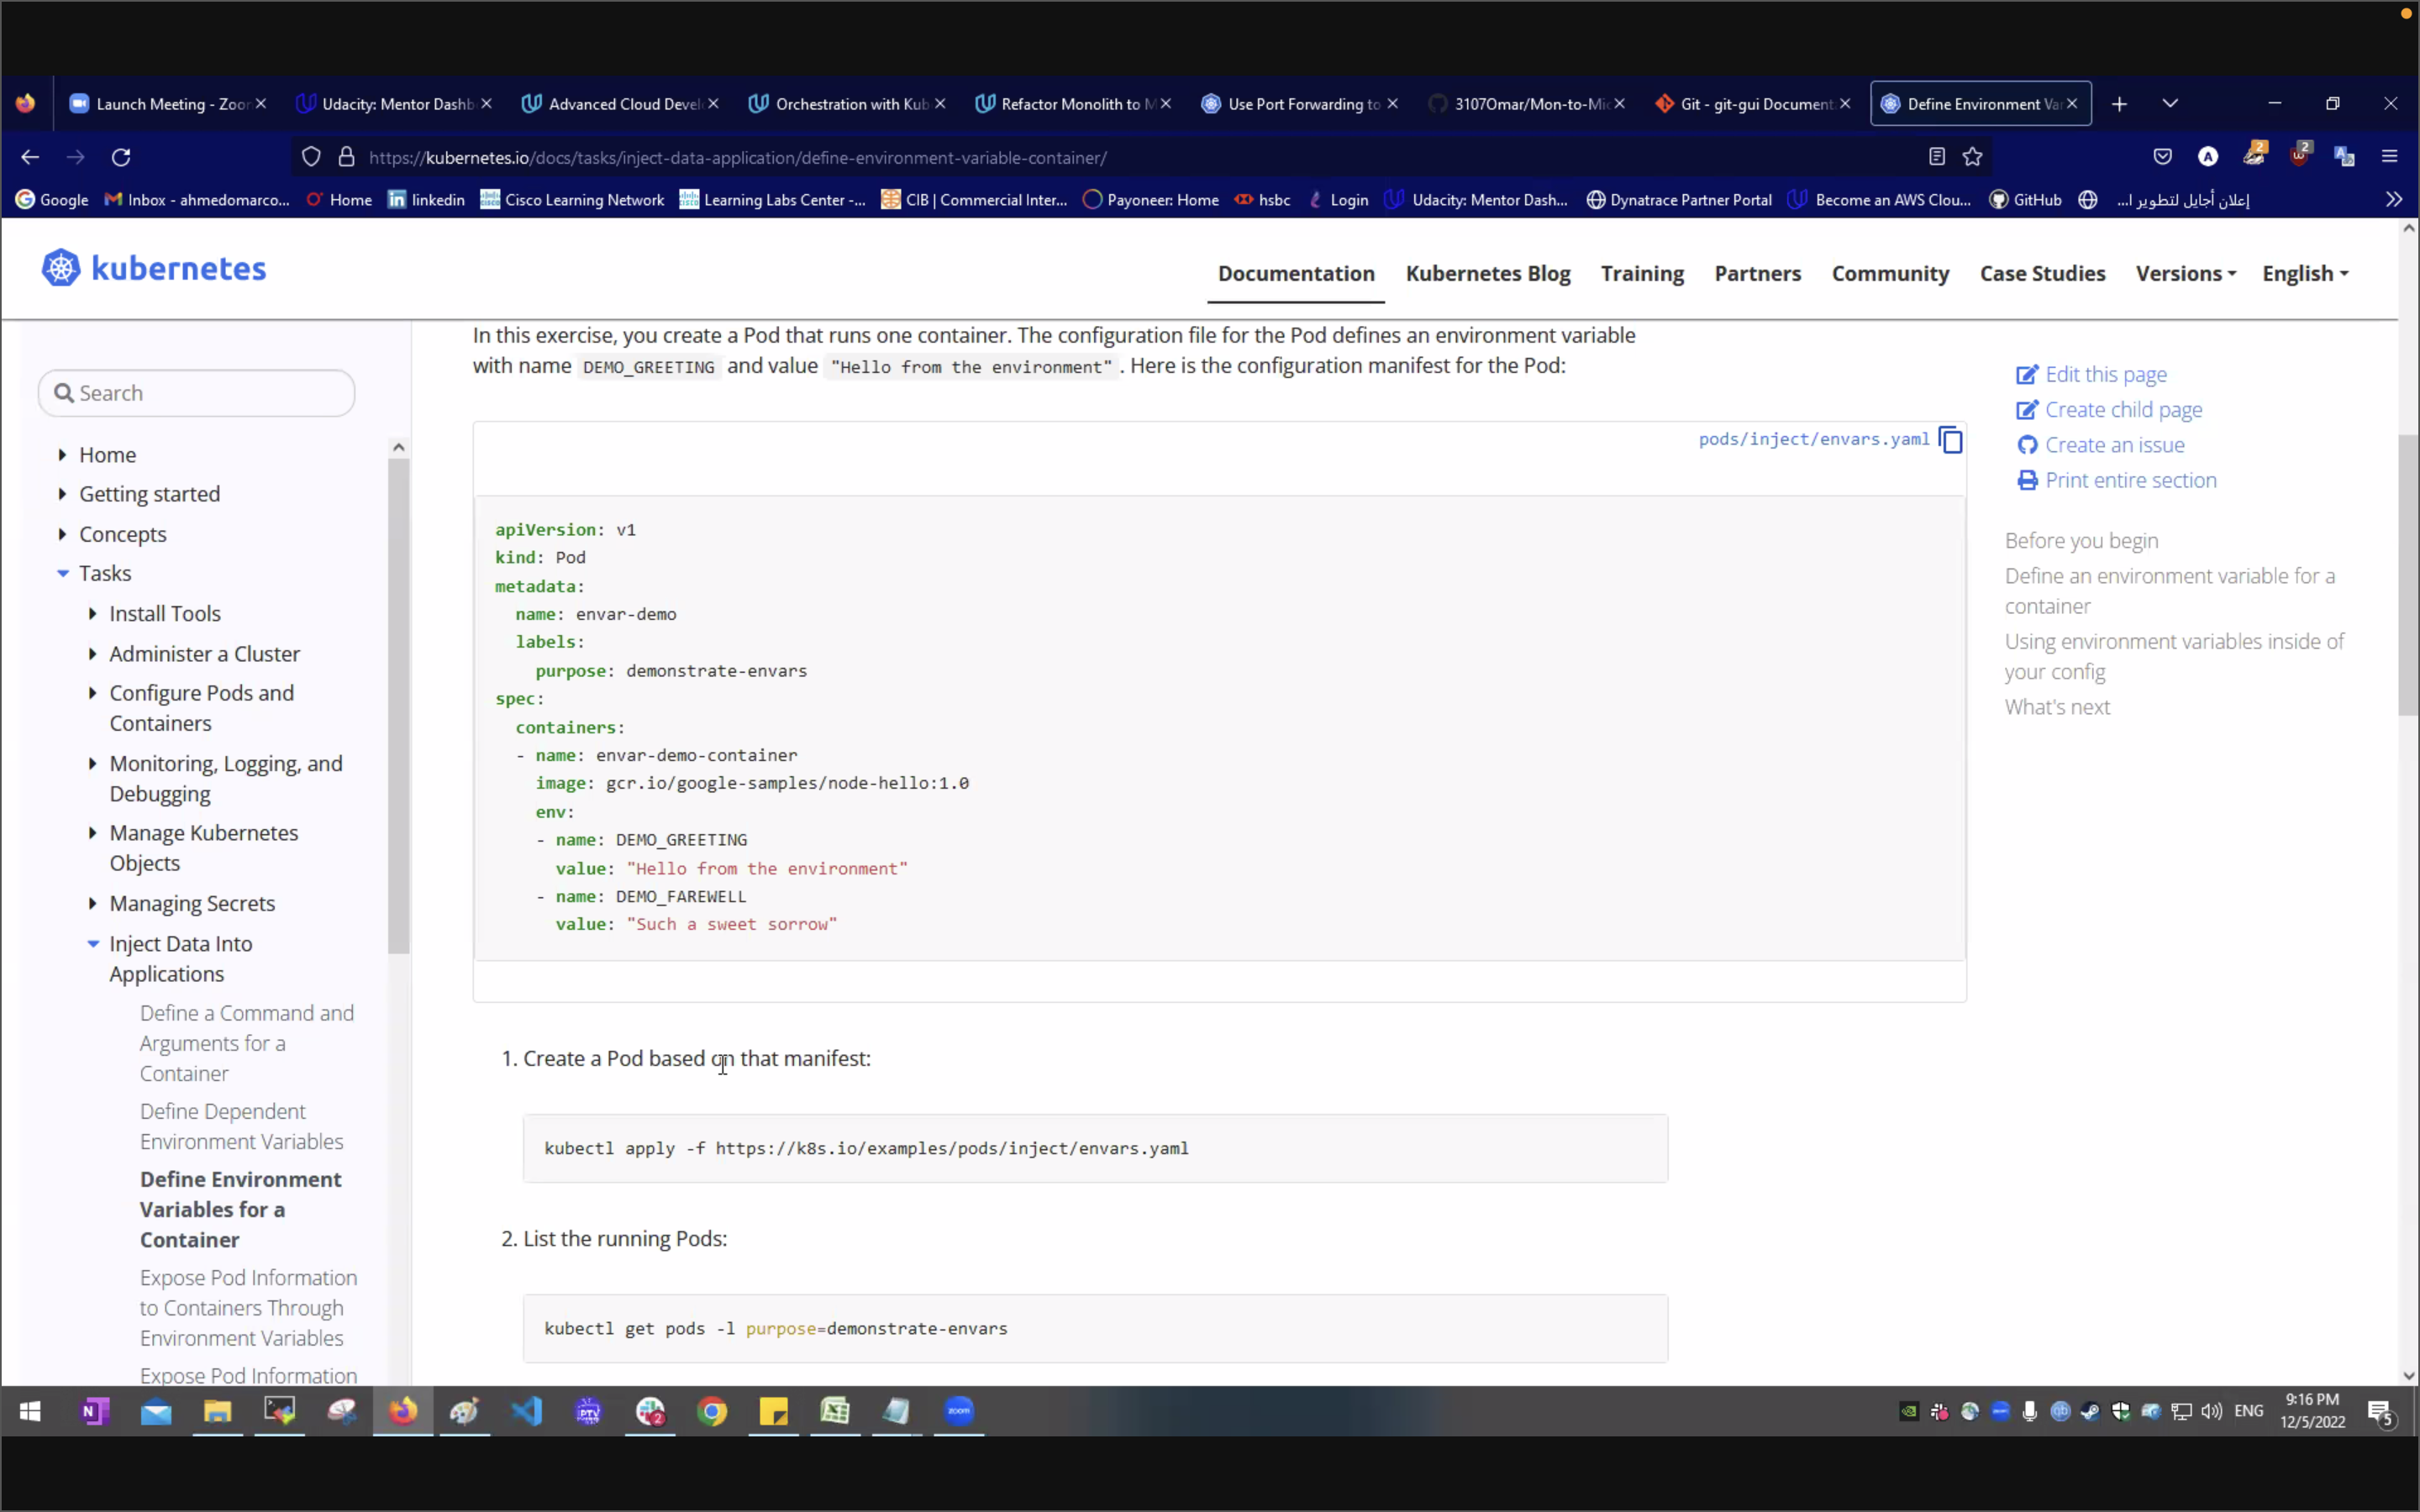 Launch Meeting - Zoor
Udacity: Mentor Dashb
Advanced Cloud Devel
Orchestration with Kub
Refactor Monolith to M
Use Port Forwarding to
3107Omar/Mon-to-Mic
Git - git-gui Document
Define Environment Var
https://kubernetes.io/docs/tasks/inject-data-application/define-environment-variable-container/
A
2
2
Google
Inbox - ahmedomarco...
Home
linkedin
Cisco Learning Network
Learning Labs Center -...
CIB | Commercial Inter...
Payoneer: Home
hsbc
Login
Udacity: Mentor Dash...
Dynatrace Partner Portal
Become an AWS Clou...
GitHub
إعلان أجايل لتطوير ا...
kubernetes
Documentation
Kubernetes Blog
Training
Partners
Community
Case Studies
Versions
English
Search
Home
Getting started
Concepts
Tasks
Install Tools
Administer a Cluster
Configure Pods and
Containers
Monitoring, Logging, and
Debugging
Manage Kubernetes
Objects
Managing Secrets
Inject Data Into
Applications
Define a Command and
Arguments for a
Container
Define Dependent
Environment Variables
Define Environment
Variables for a
Container
Expose Pod Information
to Containers Through
Environment Variables
Expose Pod Information
In this exercise, you create a Pod that runs one container. The configuration file for the Pod defines an environment variable
with name DEMO_GREETING and value "Hello from the environment". Here is the configuration manifest for the Pod:
pods/inject/envars.yaml
apiVersion: v1
kind: Pod
metadata:
  name: envar-demo
  labels:
    purpose: demonstrate-envars
spec:
  containers:
  - name: envar-demo-container
    image: gcr.io/google-samples/node-hello:1.0
    env:
    - name: DEMO_GREETING
      value: "Hello from the environment"
    - name: DEMO_FAREWELL
      value: "Such a sweet sorrow"
1. Create a Pod based on that manifest:
kubectl apply -f https://k8s.io/examples/pods/inject/envars.yaml
2. List the running Pods:
kubectl get pods -l purpose=demonstrate-envars
Edit this page
Create child page
Create an issue
Print entire section
Before you begin
Define an environment variable for a
container
Using environment variables inside of
your config
What's next
N
IPTV
2
zoom
ENG
9:16 PM
12/5/2022
5